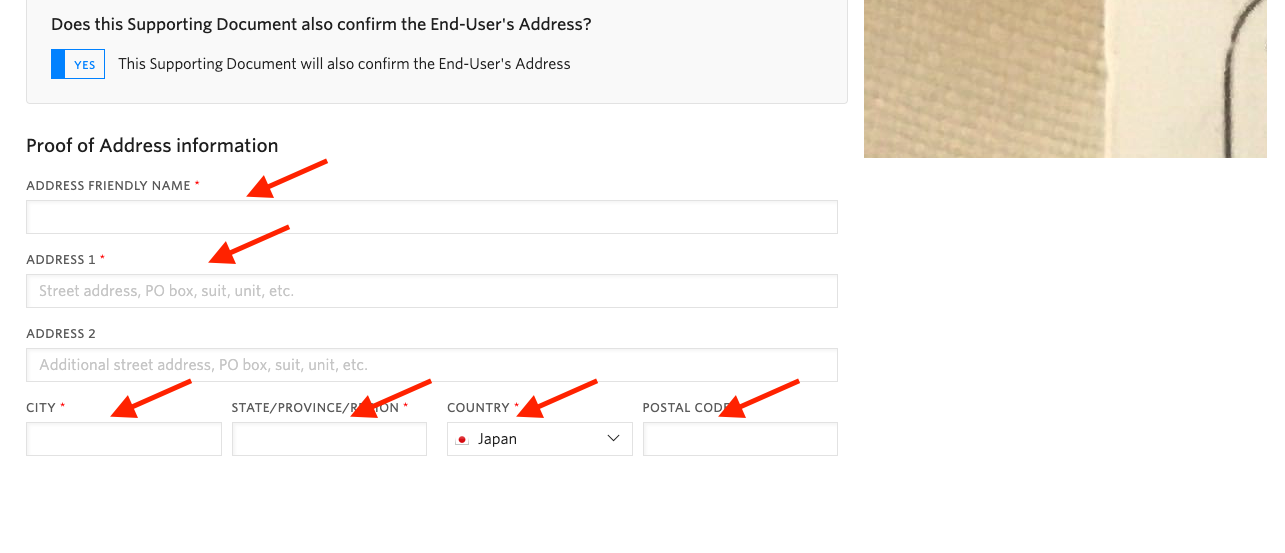 Does this Supporting Document also confirm the End-User's Address?
YES This Supporting Document will also confirm the End-User's Address
Proof of Address information
ADDRESS FRIENDLY NAME *
ADDRESS 1 *
Street address, PO box, suit, unit, etc.
ADDRESS 2
Additional street address, PO box, suit, unit, etc.
CITY * STATE/PROVINCE/REGION * COUNTRY * POSTAL CODE
Japan